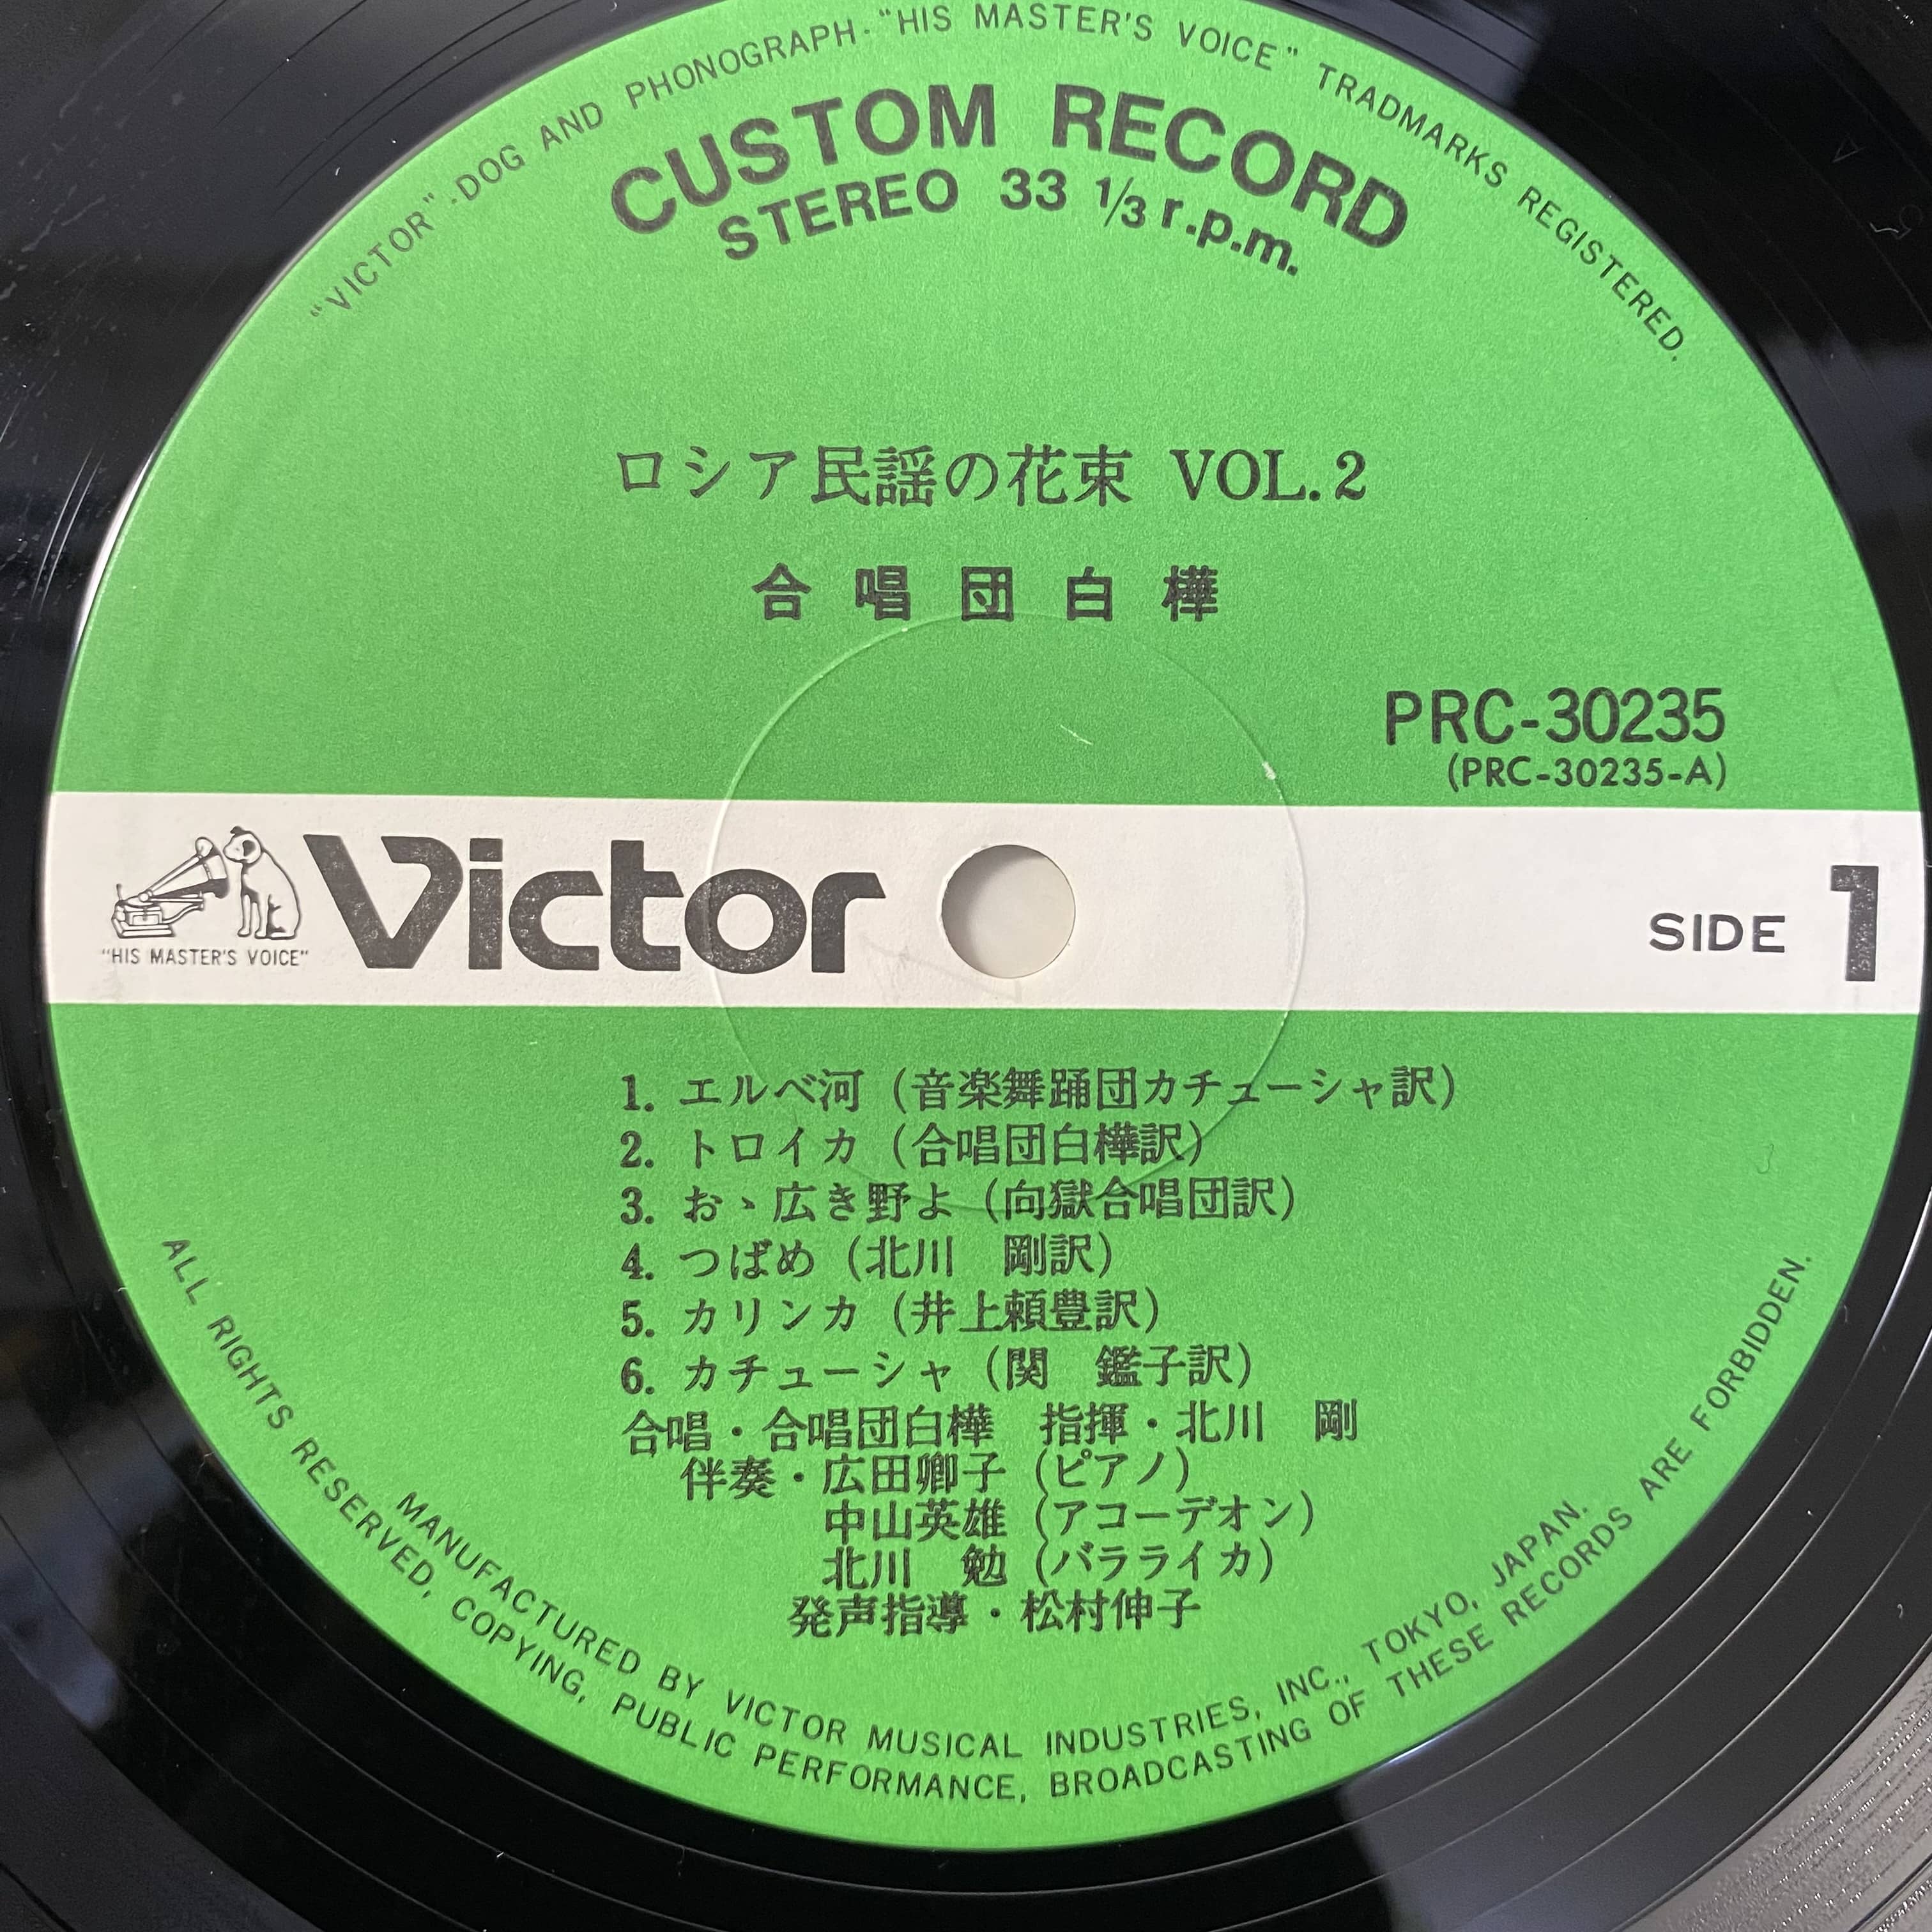 "VICTOR"-DOG AND PHONOGRAPH-"HIS MASTER'S VOICE" TRADMARKS REGISTERED.
CUSTOM RECORD
STEREO 33 1/3 r.p.m.
ロシア民謡の花束 VOL.2
合唱団白樺
PRC-30235
(PRC-30235-A)
"HIS MASTER'S VOICE"
Victor
SIDE 1
1. エルベ河（音楽舞踊団カチューシャ訳）
2. トロイカ（合唱団白樺訳）
3. おゝ広き野よ（向獄合唱団訳）
4. つばめ（北川　剛訳）
5. カリンカ（井上頼豊訳）
6. カチューシャ（関　鑑子訳）
合唱・合唱団白樺　指揮・北川　剛
伴奏・広田卿子（ピアノ）
中山英雄（アコーデオン）
北川　勉（バラライカ）
発声指導・松村伸子
MANUFACTURED BY VICTOR MUSICAL INDUSTRIES, INC., TOKYO, JAPAN.
ALL RIGHTS RESERVED, COPYING, PUBLIC PERFORMANCE, BROADCASTING OF THESE RECORDS ARE FORBIDDEN.